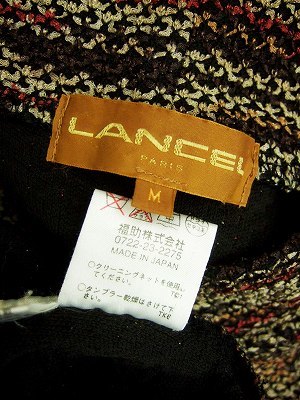 LANCEL
PARIS
M
福助株式会社
0722-23-2275
MADE IN JAPAN
○クリーニングネットを使用し
てください。
○タンブラー乾燥はさけて下
さい。